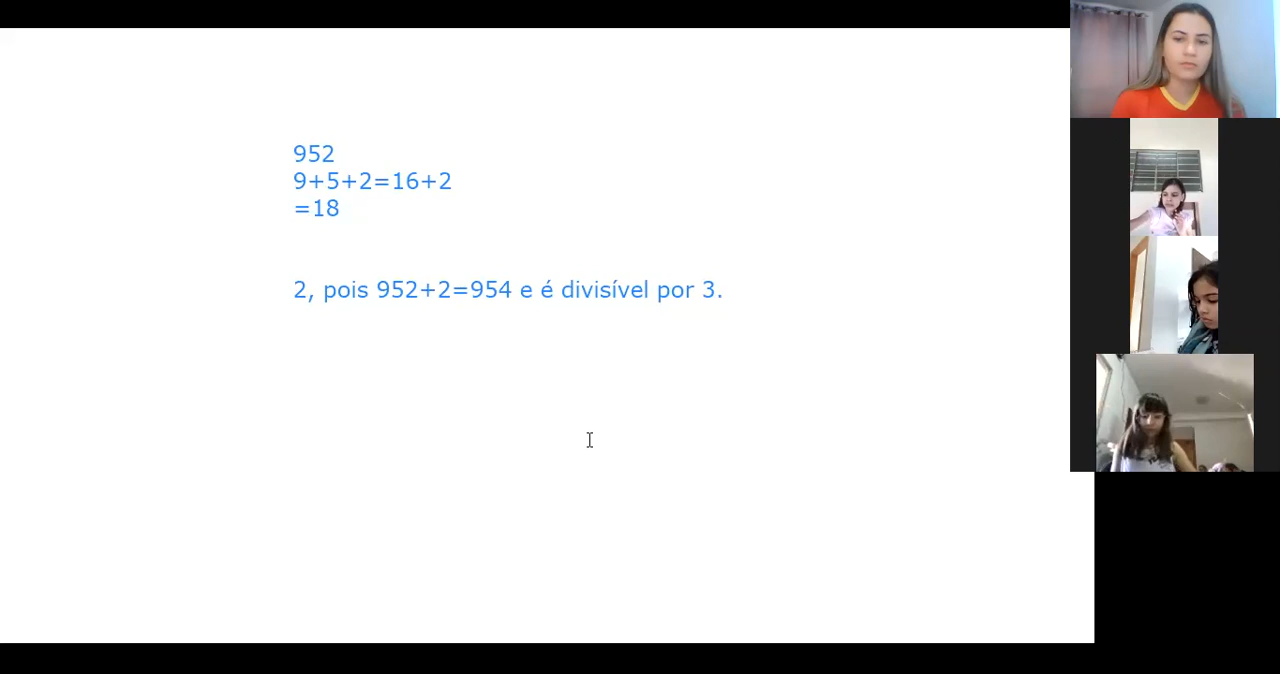 952
9+5+2=16+2
=18
2, pois 952+2=954 e é divisível por 3.